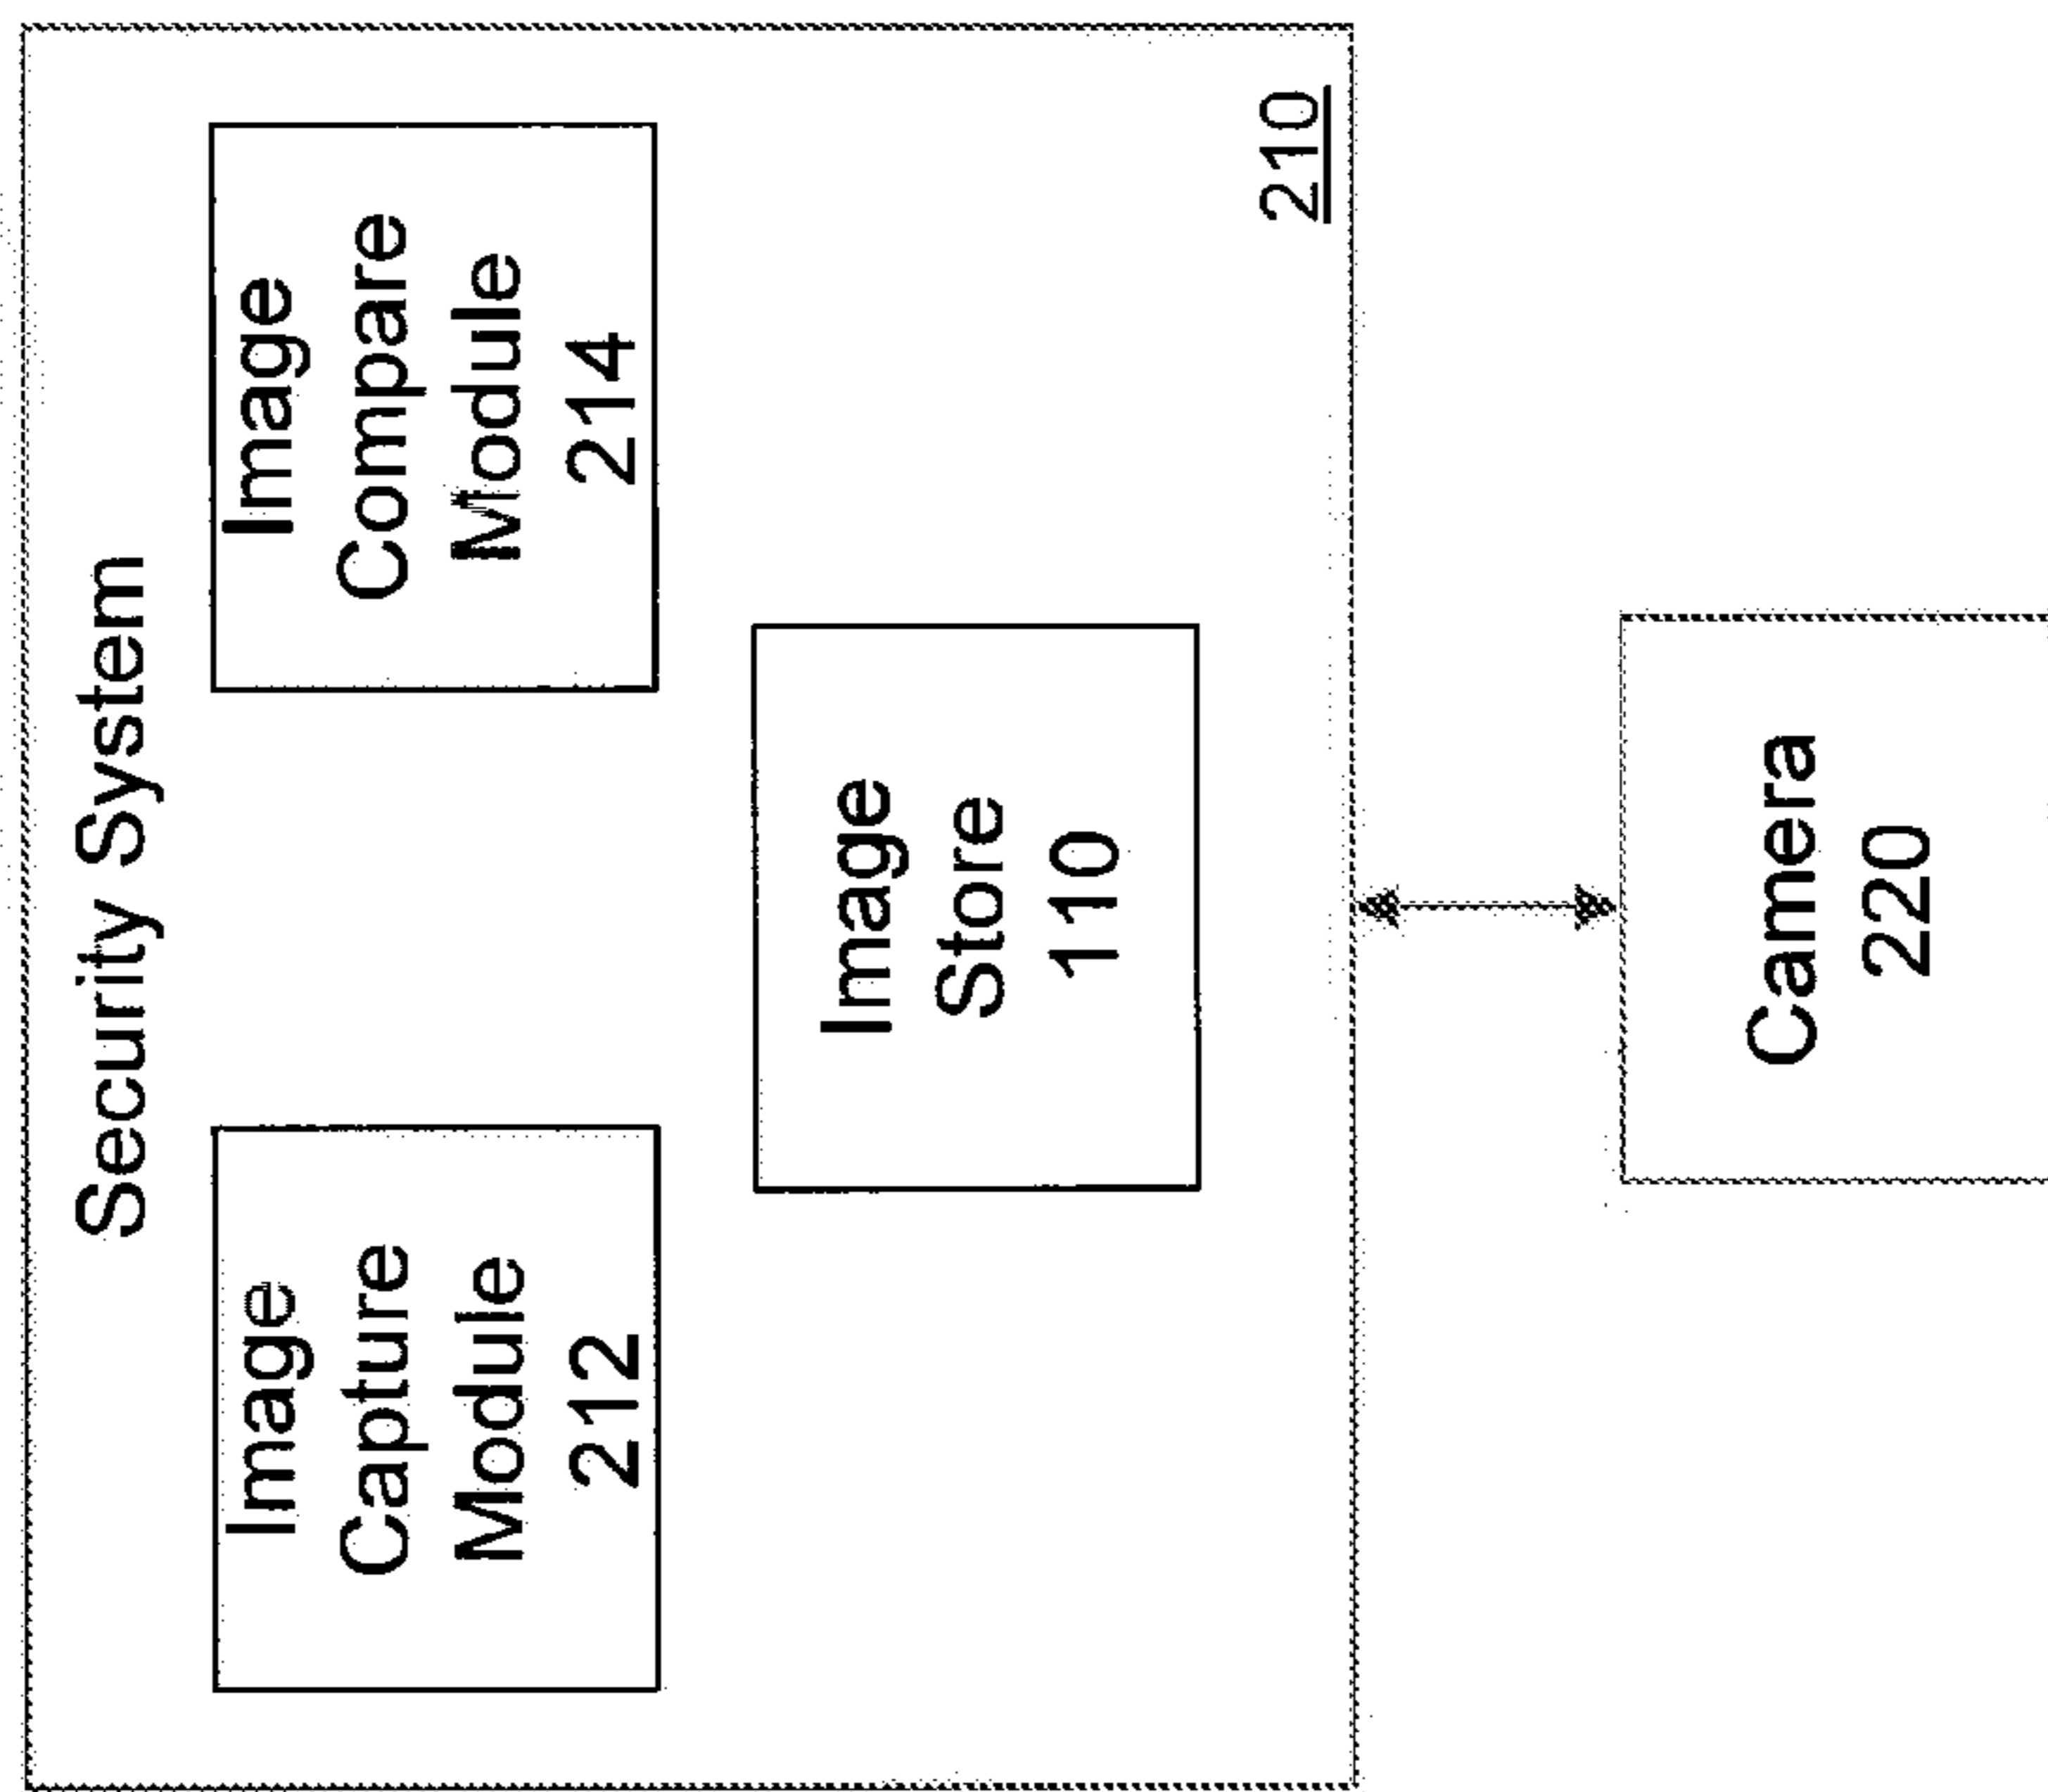 Security System
Image
Capture
Module
212
Image
Compare
Module
214
Image
Store
110
210
Camera
220